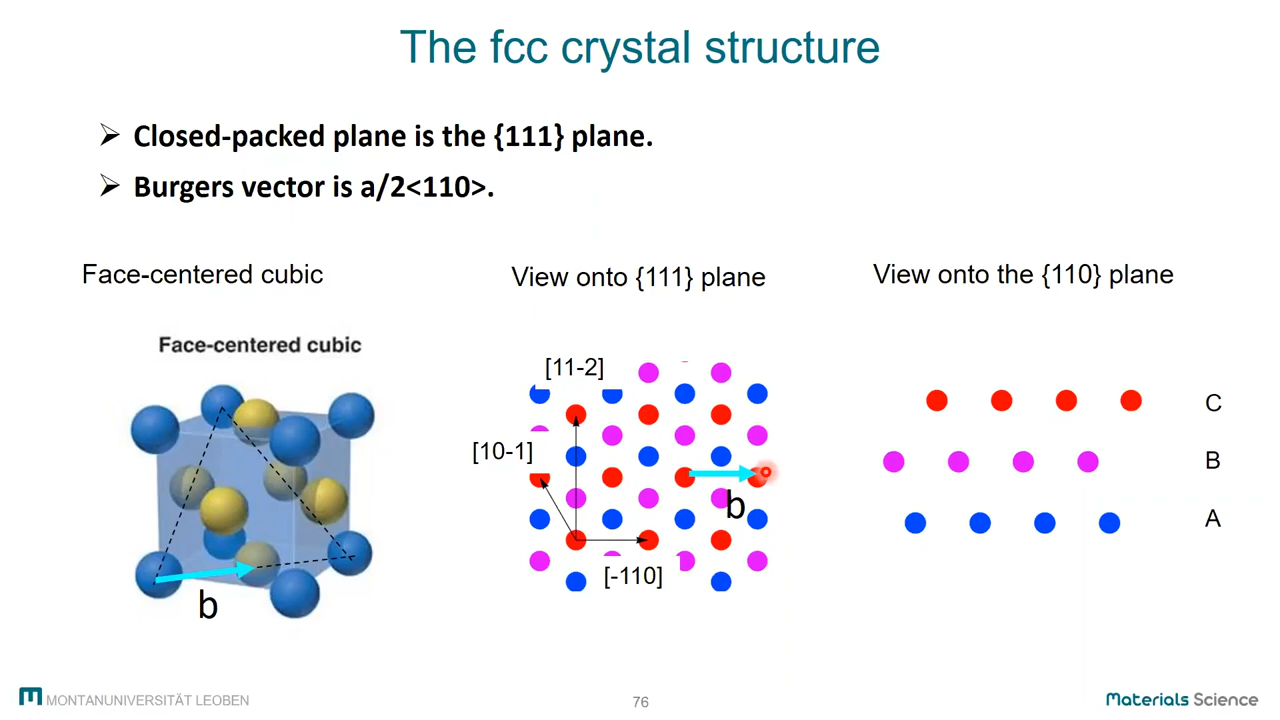 The fcc crystal structure
➢ Closed-packed plane is the {111} plane.
➢ Burgers vector is a/2<110>.
Face-centered cubic
View onto {111} plane
View onto the {110} plane
Face-centered cubic
b
[11-2]
[10-1]
b
[-110]
C
B
A
MONTANUNIVERSITÄT LEOBEN
76
Materials Science